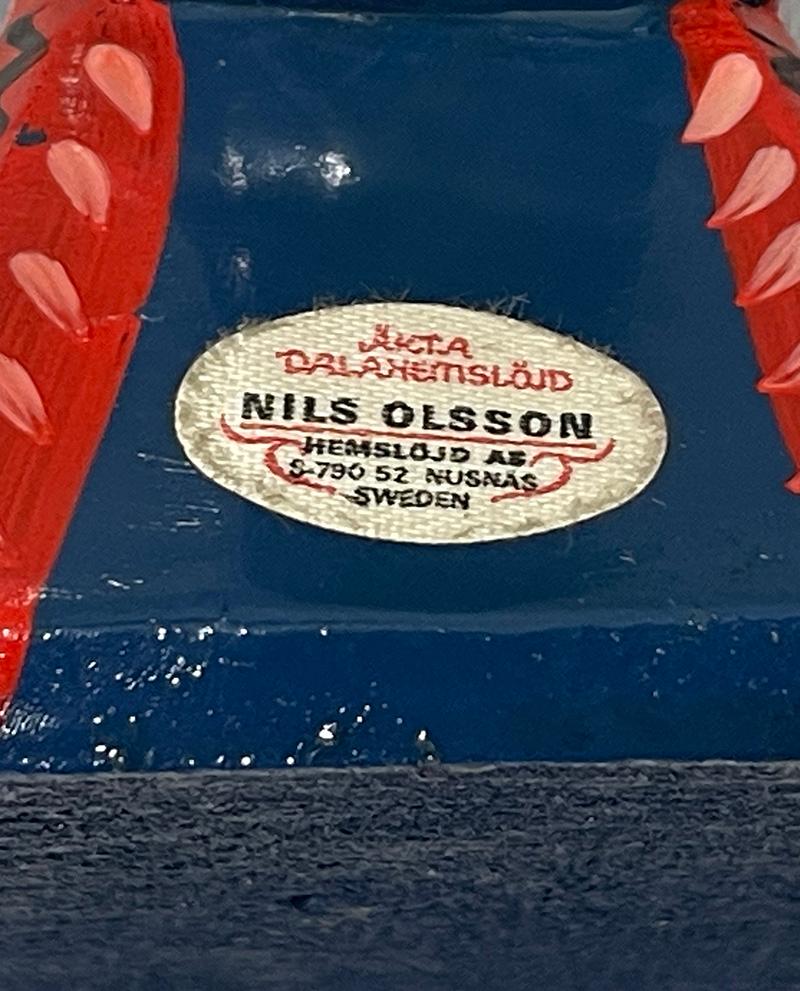 ÄKTA
DALAHEMSLÖJD
NILS OLSSON
HEMSLÖJD AB
S-790 52 NUSNÄS
SWEDEN